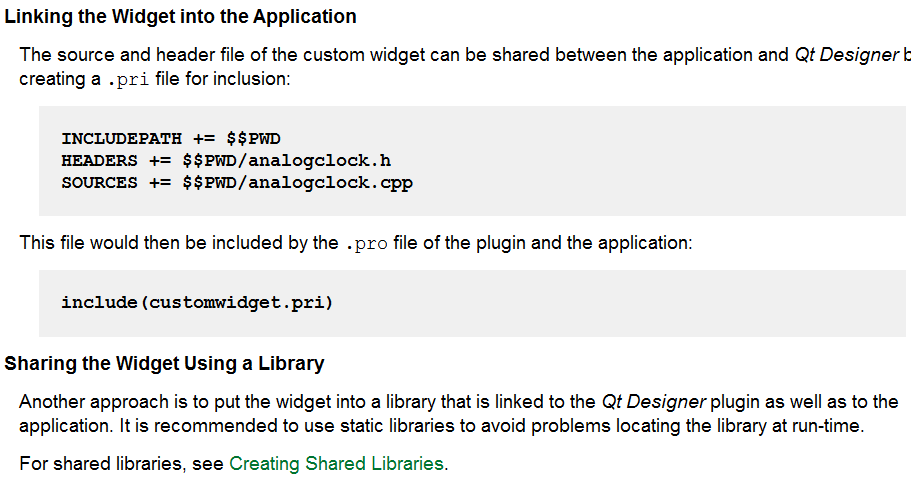 Linking the Widget into the Application
The source and header file of the custom widget can be shared between the application and Qt Designer
creating a .pri file for inclusion:
INCLUDEPATH += $$PWD
HEADERS += $$PWD/analogclock.h
SOURCES += $$PWD/analogclock.cpp
This file would then be included by the .pro file of the plugin and the application:
include(customwidget.pri)
Sharing the Widget Using a Library
Another approach is to put the widget into a library that is linked to the Qt Designer plugin as well as to the
application. It is recommended to use static libraries to avoid problems locating the library at run-time.
For shared libraries, see Creating Shared Libraries.